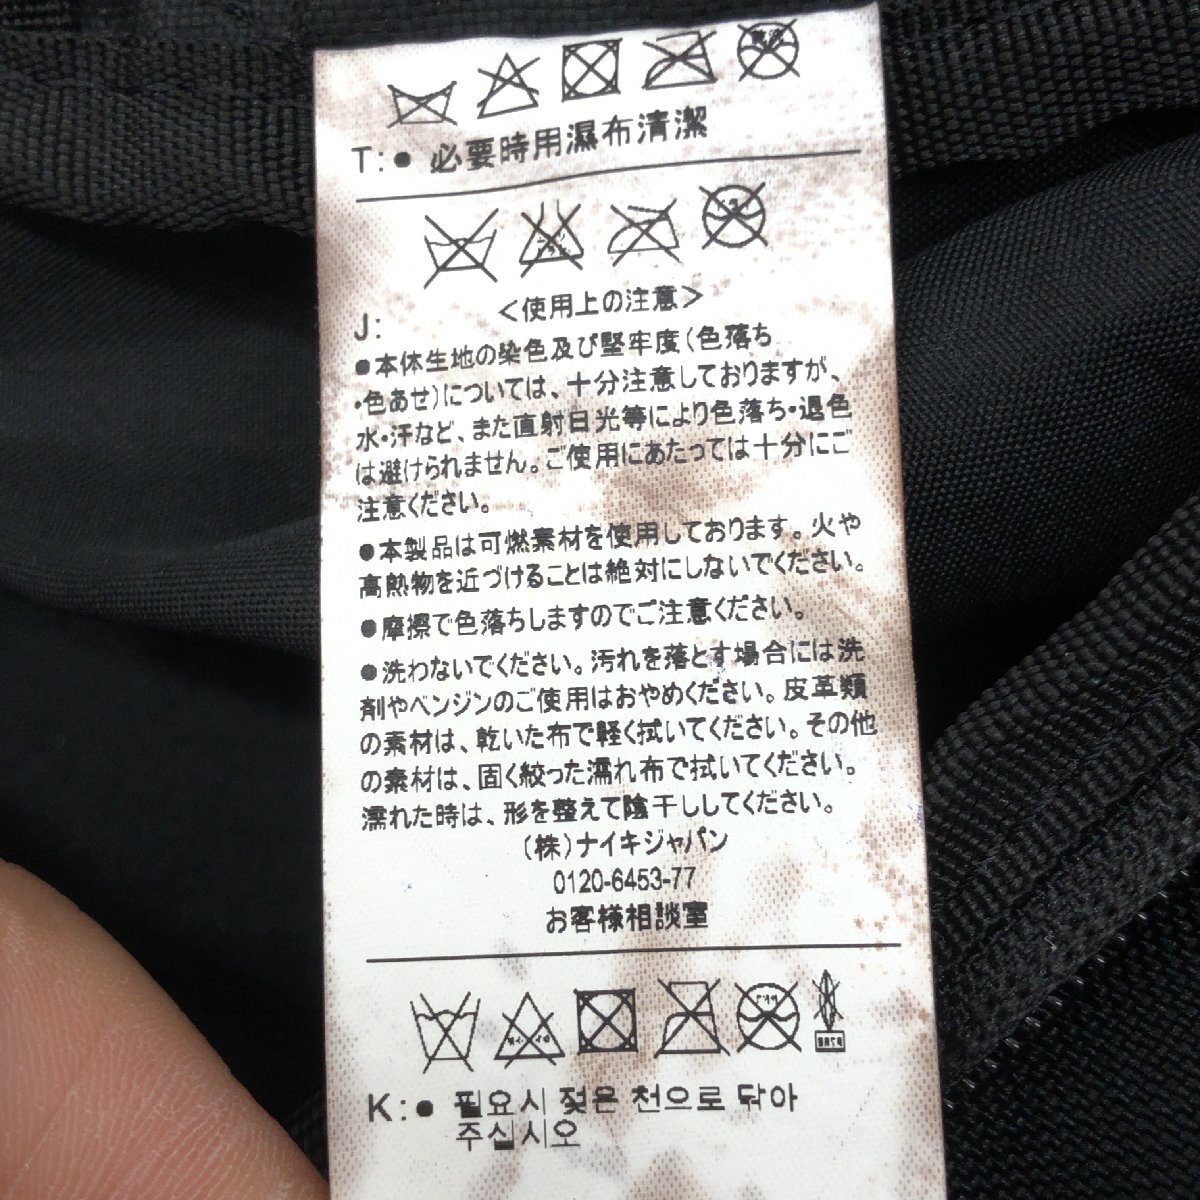 T:● 必要時用濕布清潔
J:
<使用上の注意>
●本体生地の染色及び堅牢度(色落ち
・色あせ)については、十分注意しておりますが、
水・汗など、また直射日光等により色落ち・退色
は避けられません。ご使用にあたっては十分にご
注意ください。
●本製品は可燃素材を使用しております。火や
高熱物を近づけることは絶対にしないでください。
●摩擦で色落ちしますのでご注意ください。
●洗わないでください。汚れを落とす場合には洗
剤やベンジンのご使用はおやめください。皮革類
の素材は、乾いた布で軽く拭いてください。その他
の素材は、固く絞った濡れ布で拭いてください。
濡れた時は、形を整えて陰干ししてください。
(株)ナイキジャパン
0120-6453-77
お客様相談室
K:● 필요시 젖은 천으로 닦아
주십시오